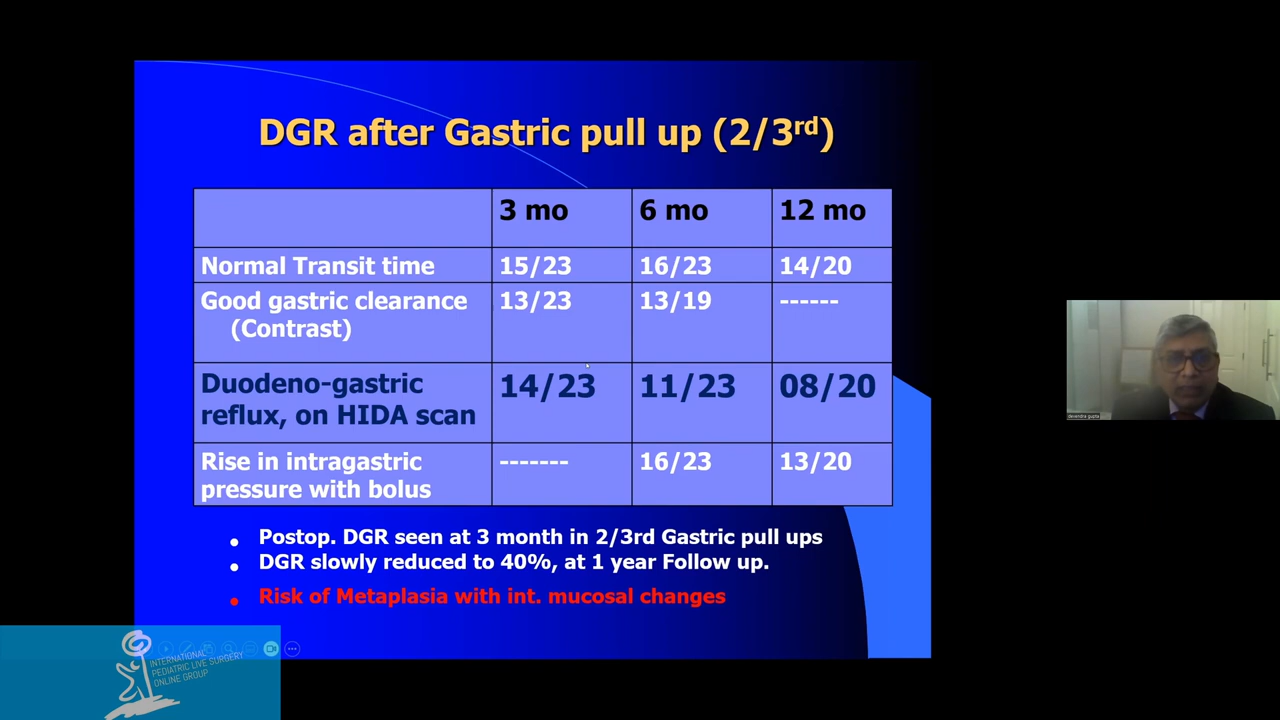 DGR after Gastric pull up (2/3rd)
3 mo 6 mo 12 mo
Normal Transit time 15/23 16/23 14/20
Good gastric clearance 13/23 13/19 ------
(Contrast)
Duodeno-gastric 14/23 11/23 08/20
reflux, on HIDA scan
Rise in intragastric ------- 16/23 13/20
pressure with bolus
• Postop. DGR seen at 3 month in 2/3rd Gastric pull ups
• DGR slowly reduced to 40%, at 1 year Follow up.
• Risk of Metaplasia with int. mucosal changes
INTERNATIONAL
PEDIATRIC LIVE SURGERY
ONLINE GROUP
devendra gupta